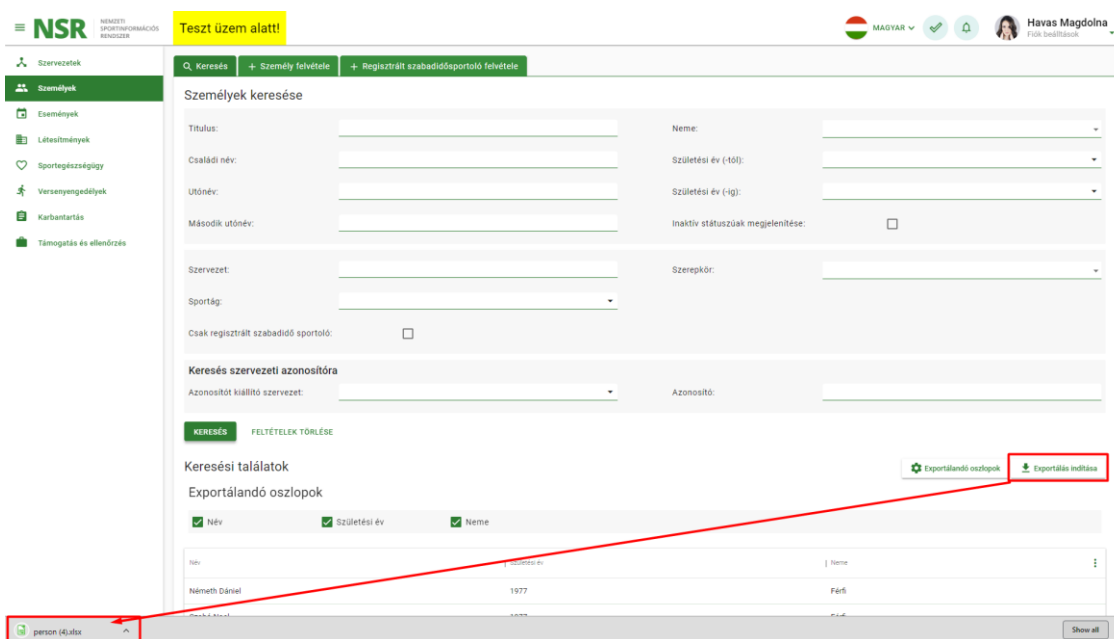 NSR
NEMZETI
SPORTINFORMÁCIÓS
RENDSZER
Teszt üzem alatt!
MAGYAR
Havas Magdolna
Fiók beállítások
Szervezetek
Személyek
Események
Létesítmények
Sportegészségügy
Versenyengedélyek
Karbantartás
Támogatás és ellenőrzés
Keresés
+ Személy felvétele
+ Regisztrált szabadidősportoló felvétele
Személyek keresése
Titulus:
Neme:
Családi név:
Születési év (-tól):
Utónév:
Születési év (-ig):
Második utónév:
Inaktív státuszúak megjelenítése:
Szervezet:
Szerepkör:
Sportág:
Csak regisztrált szabadidő sportoló:
Keresés szervezeti azonosítóra
Azonosítót kiállító szervezet:
Azonosító:
KERESÉS
FELTÉTELEK TÖRLÉSE
Keresési találatok
Exportálandó oszlopok
Exportálás indítása
Exportálandó oszlopok
Név
Születési év
Neme
Név
Születési év
Neme
Németh Dániel
1977
Férfi
person (4).xlsx
Show all